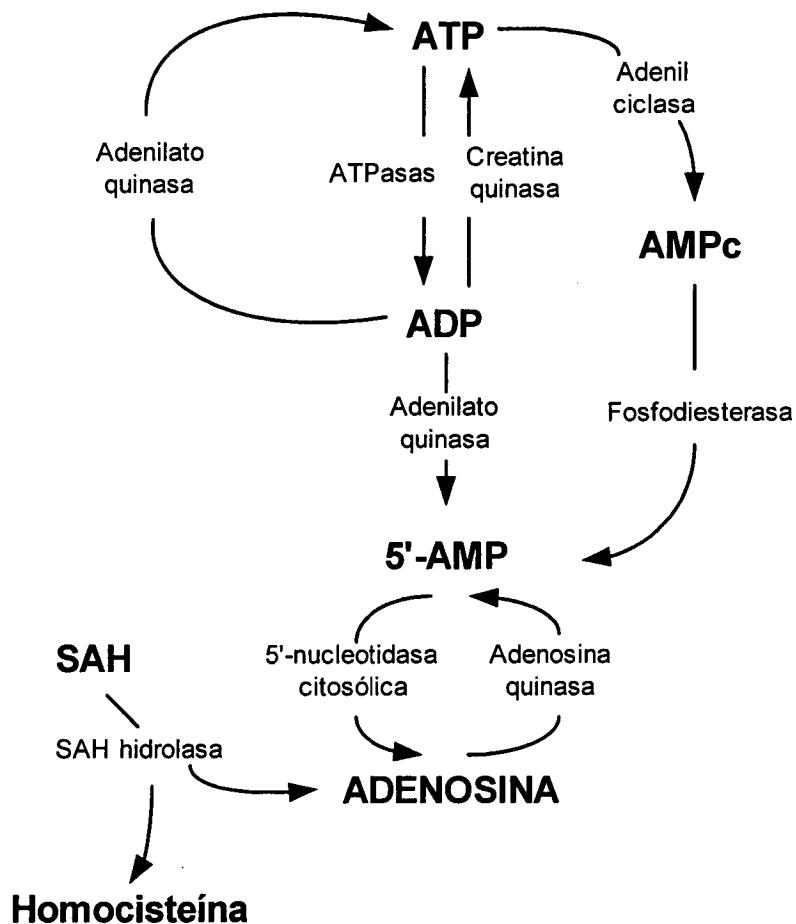 ATP
Adenil
ciclasa
Adenilato
quinasa
ATPasas
Creatina
quinasa
AMPc
ADP
Adenilato
quinasa
Fosfodiesterasa
5'-AMP
SAH
5'-nucleotidasa
citosólica
Adenosina
quinasa
SAH hidrolasa
ADENOSINA
Homocisteína